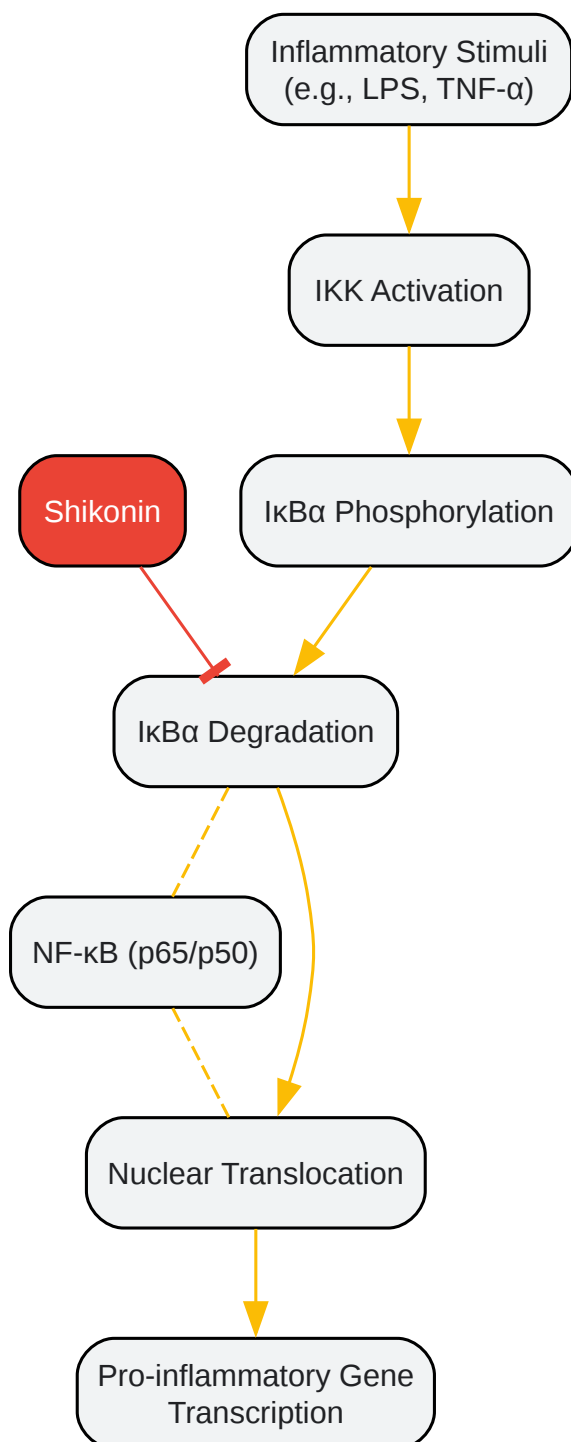 Inflammatory Stimuli
(e.g., LPS, TNF-α)
IKK Activation
Shikonin
IκBα Phosphorylation
IκBα Degradation
NF-κB (p65/p50)
Nuclear Translocation
Pro-inflammatory Gene
Transcription